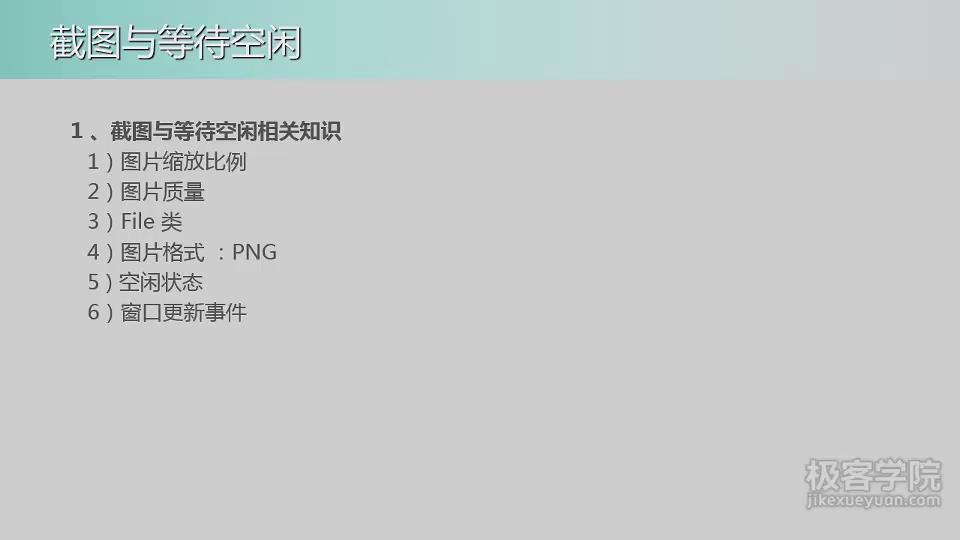 截图与等待空闲
1、截图与等待空闲相关知识
1）图片缩放比例
2）图片质量
3）File 类
4）图片格式 ：PNG
5）空闲状态
6）窗口更新事件
极客学院
jikexueyuan.com